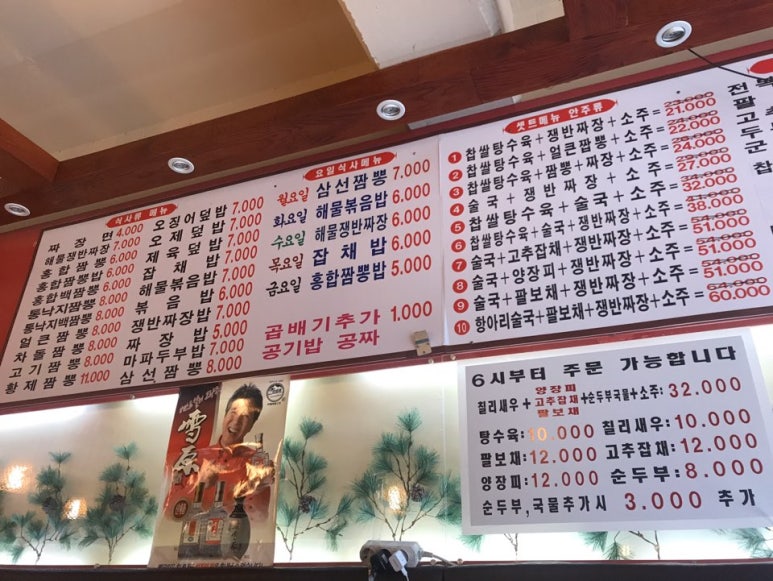 식사류 메뉴
짜 장 면 4.000
해물쟁반짜장 7.000
홍합 짬 뽕 6.000
홍합짬뽕밥 6.000
홍합백짬뽕 6.000
통낙지짬뽕 8.000
통낙지백짬뽕 8.000
얼 큰 짬 뽕 8.000
차 돌 짬 뽕 8.000
고 기 짬 뽕 8.000
황 제 짬 뽕 11.000
오징어덮밥 7.000
오제덮밥 7.000
제 육 덮 밥 7.000
잡 채 밥 7.000
해물볶음밥 6.000
볶 음 밥 6.000
쟁반짜장밥 7.000
짜 장 밥 5.000
마파두부밥 7.000
삼 선 짬 뽕 8.000
요일식사메뉴
월요일 삼선짬뽕 7.000
화요일 해물볶음밥 6.000
수요일 해물쟁반짜장 6.000
목요일 잡 채 밥 6.000
금요일 홍합짬뽕밥 5.000
곱배기추가 1.000
공기밥 공짜
셋트메뉴 안주류
1 찹쌀탕수육+쟁반짜장+소주= 23.000 21.000
2 찹쌀탕수육+얼큰짬뽕+소주= 22.000
3 찹쌀탕수육+짬뽕+짜장+소주= 24.000
4 술국+쟁반짜장+소주= 27.000
5 찹쌀탕수육+술국+소주= 32.000
6 찹쌀탕수육+술국+쟁반짜장+소주= 38.000
7 술국+고추잡채+쟁반짜장+소주= 51.000
8 술국+양장피+쟁반짜장+소주= 51.000
9 술국+팔보채+쟁반짜장+소주= 51.000
10 항아리술국+팔보채+쟁반짜장+소주= 60.000
6시부터 주문 가능합니다
양장피
칠리새우+고추잡채+순두부국물+소주: 32.000
팔보채
탕수육: 10.000 칠리새우: 10.000
팔보채: 12.000 고추잡채: 12.000
양장피: 12.000 순두부: 8.000
순두부,국물추가시 3.000 추가
雪原